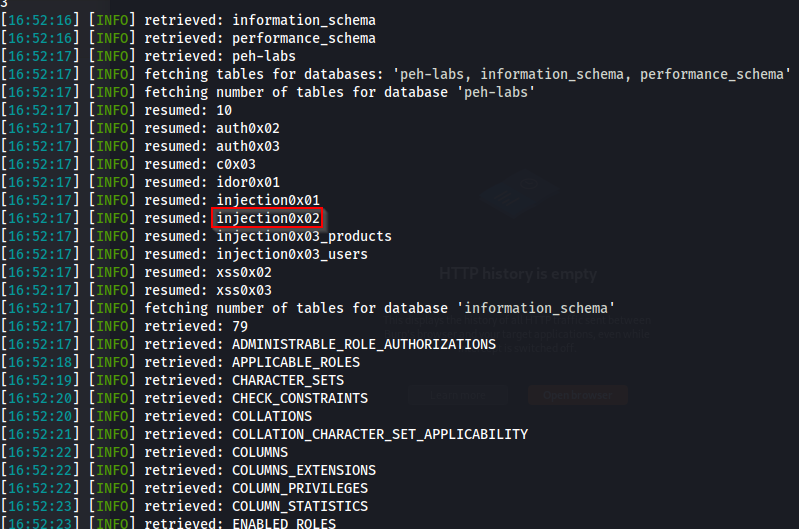 3
[16:52:16] [INFO] retrieved: information_schema
[16:52:16] [INFO] retrieved: performance_schema
[16:52:17] [INFO] retrieved: peh-labs
[16:52:17] [INFO] fetching tables for databases: 'peh-labs, information_schema, performance_schema'
[16:52:17] [INFO] fetching number of tables for database 'peh-labs'
[16:52:17] [INFO] resumed: 10
[16:52:17] [INFO] resumed: auth0x02
[16:52:17] [INFO] resumed: auth0x03
[16:52:17] [INFO] resumed: c0x03
[16:52:17] [INFO] resumed: idor0x01
[16:52:17] [INFO] resumed: injection0x01
[16:52:17] [INFO] resumed: injection0x02
[16:52:17] [INFO] resumed: injection0x03_products
[16:52:17] [INFO] resumed: injection0x03_users
HTTP history is empty
[16:52:17] [INFO] resumed: xss0x02
[16:52:17] [INFO] resumed: xss0x03
[16:52:17] [INFO] fetching number of tables for database 'information_schema'
[16:52:17] [INFO] retrieved: 79
[16:52:17] [INFO] retrieved: ADMINISTRABLE_ROLE_AUTHORIZATIONS
[16:52:18] [INFO] retrieved: APPLICABLE_ROLES
[16:52:19] [INFO] retrieved: CHARACTER_SETS
[16:52:20] [INFO] retrieved: CHECK_CONSTRAINTS
Open browser
[16:52:20] [INFO] retrieved: COLLATIONS
[16:52:21] [INFO] retrieved: COLLATION_CHARACTER_SET_APPLICABILITY
[16:52:22] [INFO] retrieved: COLUMNS
[16:52:22] [INFO] retrieved: COLUMNS_EXTENSIONS
[16:52:22] [INFO] retrieved: COLUMN_PRIVILEGES
[16:52:23] [INFO] retrieved: COLUMN_STATISTICS
[16:52:23] [INFO] retrieved: ENABLED_ROLES